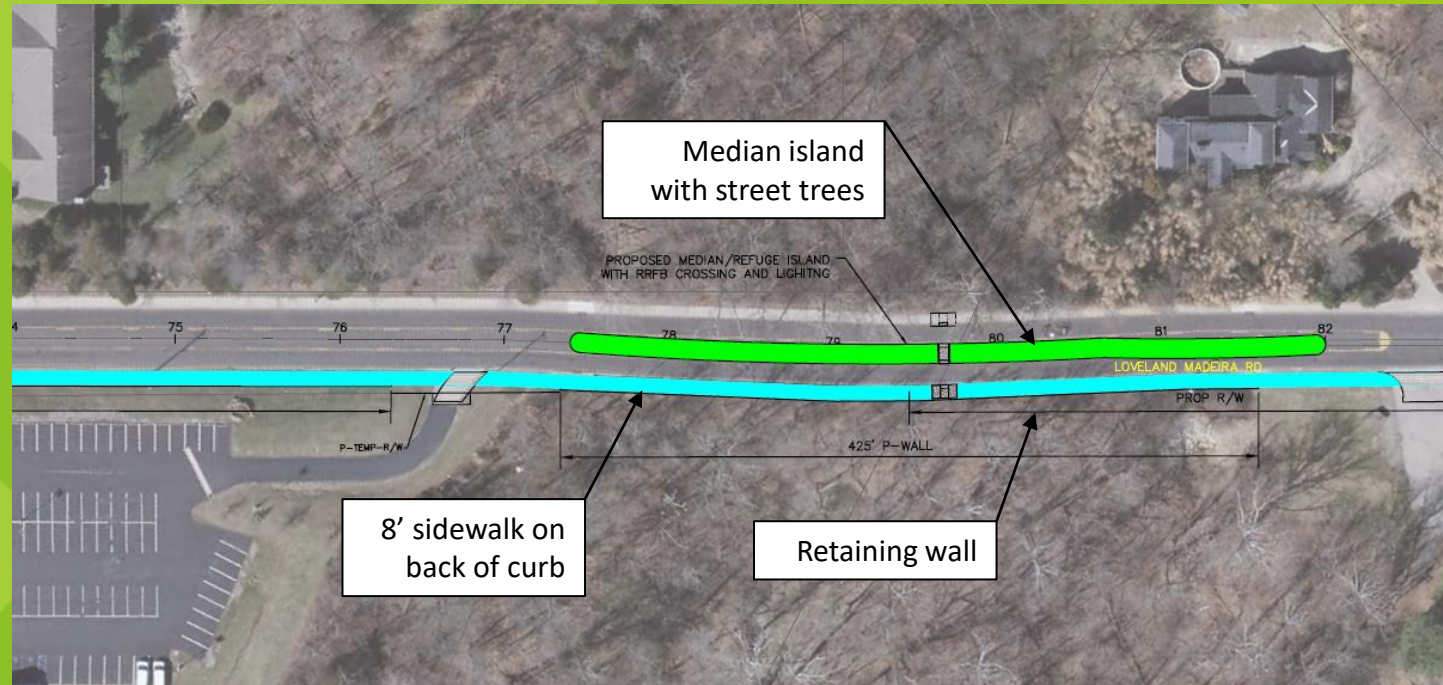 Median island
with street trees
PROPOSED MEDIAN/REFUGE ISLAND
WITH RRFB CROSSING AND LIGHITNG
4
75
76
77
78
79
80
81
82
LOVELAND MADEIRA RD
PROP R/W
P-TEMP-R/W
425' P-WALL
8’ sidewalk on
back of curb
Retaining wall